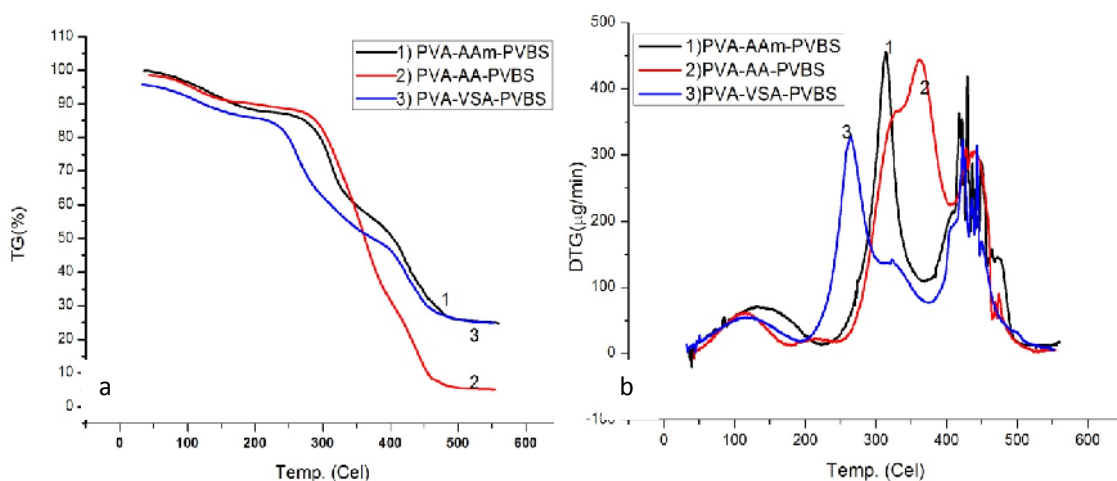 110
100
90
80
70
60
50
40
30
20
10
0
TG(%)
1) PVA-AAm-PVBS
2) PVA-AA-PVBS
3) PVA-VSA-PVBS
1
3
2
a
0 100 200 300 400 500 600
Temp. (Cel)
500
400
300
200
100
0
-100
DTG(µg/min)
1)PVA-AAm-PVBS
2)PVA-AA-PVBS
3)PVA-VSA-PVBS
1
2
3
b
0 100 200 300 400 500 600
Temp. (Cel)